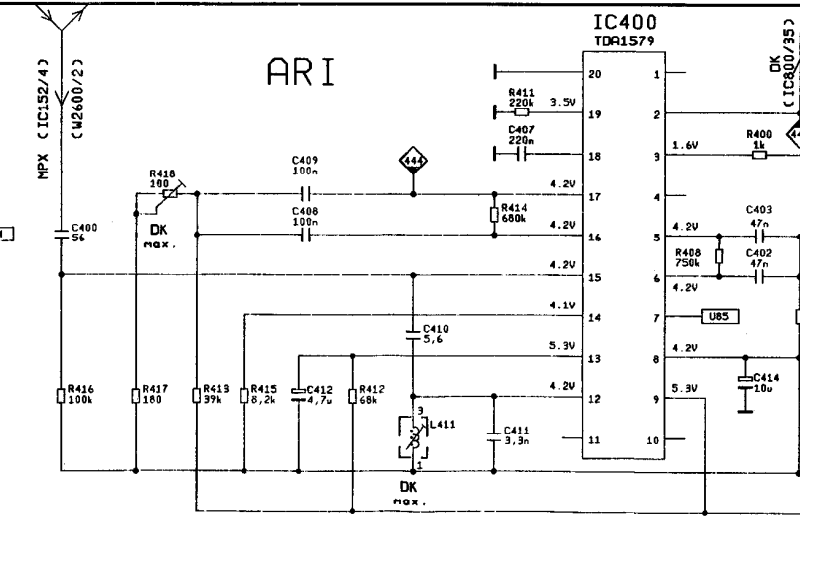 IC400
TDA1579
ARI
MPX (IC152/4)
(W2600/2)
DK
(IC800/35)
20
1
R411
220k
3.5V
19
2
C407
220n
18
3
1.6V
R400
1k
C409
100n
444
R418
100
DK
max.
4.2V
17
4
C408
100n
R414
680k
4.2V
16
5
4.2V
C403
47n
C400
56
R408
750k
C402
47n
4.2V
15
6
4.2V
4.1V
14
7
U85
C410
5,6
5.3V
13
8
4.2V
C414
10u
R416
100k
R417
180
R413
39k
R415
8,2k
C412
4,7u
R412
68k
4.2V
12
9
5.3V
3
L411
1
C411
3,3n
11
10
DK
max.